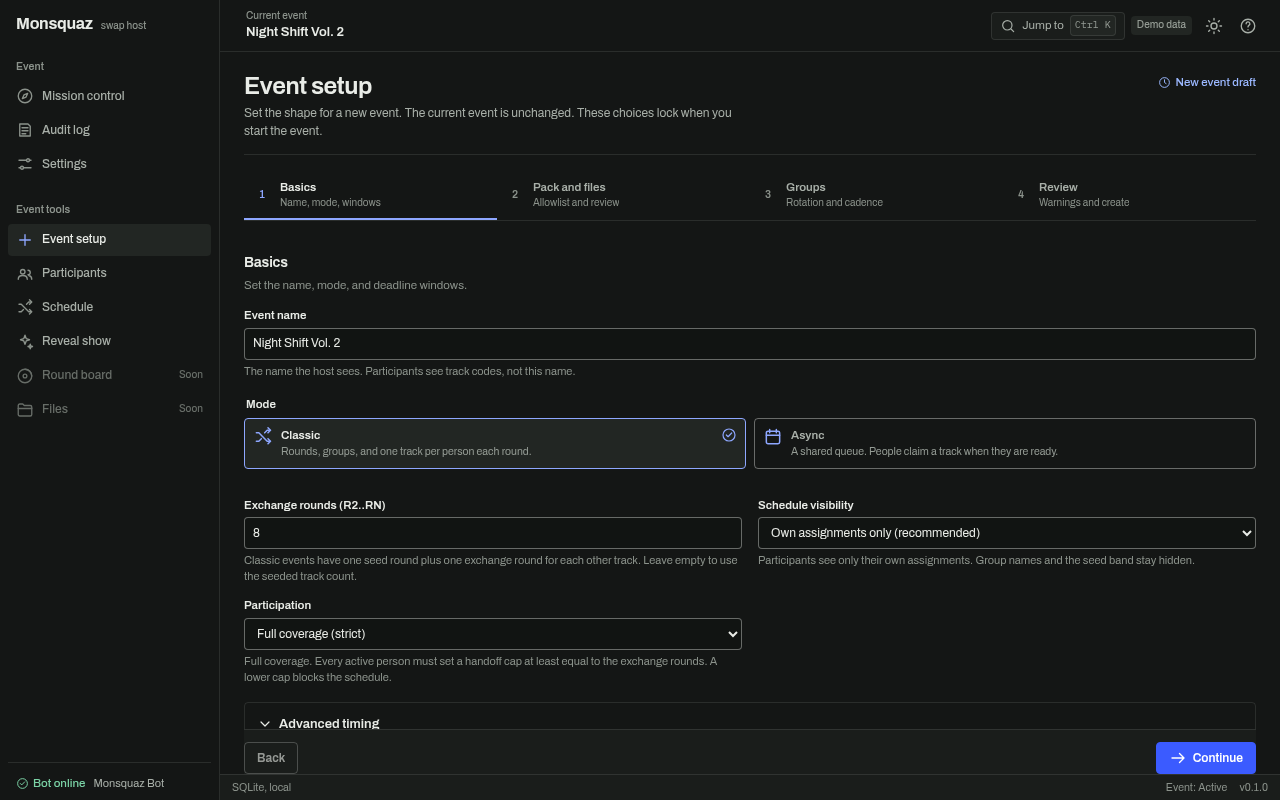 Monsquaz swap host
Event
Mission control
Audit log
Settings
Event tools
Event setup
Participants
Schedule
Reveal show
Round board Soon
Files Soon
Bot online Monsquaz Bot
Current event
Night Shift Vol. 2
Jump to Ctrl K
Demo data
Event setup
New event draft
Set the shape for a new event. The current event is unchanged. These choices lock when you
start the event.
1 Basics
Name, mode, windows
2 Pack and files
Allowlist and review
3 Groups
Rotation and cadence
4 Review
Warnings and create
Basics
Set the name, mode, and deadline windows.
Event name
Night Shift Vol. 2
The name the host sees. Participants see track codes, not this name.
Mode
Classic
Rounds, groups, and one track per person each round.
Async
A shared queue. People claim a track when they are ready.
Exchange rounds (R2..RN)
8
Classic events have one seed round plus one exchange round for each other track. Leave empty to use
the seeded track count.
Schedule visibility
Own assignments only (recommended)
Participants see only their own assignments. Group names and the seed band stay hidden.
Participation
Full coverage (strict)
Full coverage. Every active person must set a handoff cap at least equal to the exchange rounds. A
lower cap blocks the schedule.
Advanced timing
Back
Continue
SQLite, local
Event: Active v0.1.0